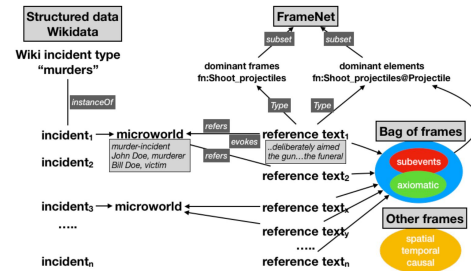 Structured data
Wikidata
FrameNet
Wiki incident type
"murders"
subset
subset
dominant frames
fn:Shoot_projectiles
dominant elements
fn:Shoot_projectiles@Projectile
instanceOf
Type
Type
incident1
microworld
refers
evokes
refers
reference text1
murder-incident
John Doe, murderer
Bill Doe, victim
..deliberately aimed
the gun…the funeral
Bag of frames
subevents
axiomatic
incident2
reference text2
incident3
microworld
reference textx
…..
reference texty
…..
Other frames
spatial
temporal
causal
incidentn
reference textn